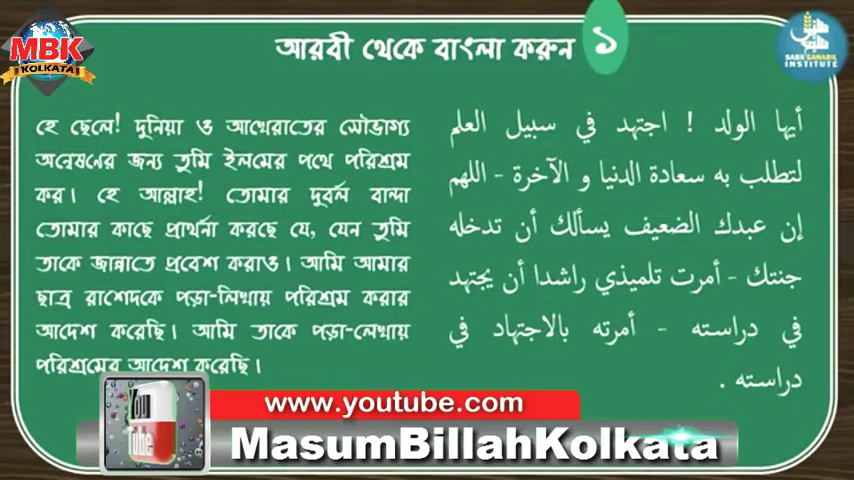 MBK
KOLKATA
আরবী থেকে বাংলা করুন
১
SABA SANABIL
INSTITUTE
হে ছেলে! দুনিয়া ও আখেরাতের সৌভাগ্য
অন্বেষনের জন্য তুমি ইলমের পথে পরিশ্রম
কর। হে আল্লাহ! তোমার দুর্বল বান্দা
তোমার কাছে প্রার্থনা করছে যে, যেন তুমি
তাকে জান্নাতে প্রবেশ করাও। আমি আমার
ছাত্র রাশেদকে পড়া-লিখায় পরিশ্রম করার
আদেশ করেছি। আমি তাকে পড়া-লেখায়
পরিশ্রমের আদেশ করেছি।
أيها الولد ! اجتهد في سبيل العلم
لتطلب به سعادة الدنيا و الآخرة - اللهم
إن عبدك الضعيف يسألك أن تدخله
جنتك - أمرت تلميذي راشدا أن يجتهد
في دراسته - أمرته بالاجتهاد في
دراسته .
You
Tube
www.youtube.com
MasumBillahKolkata